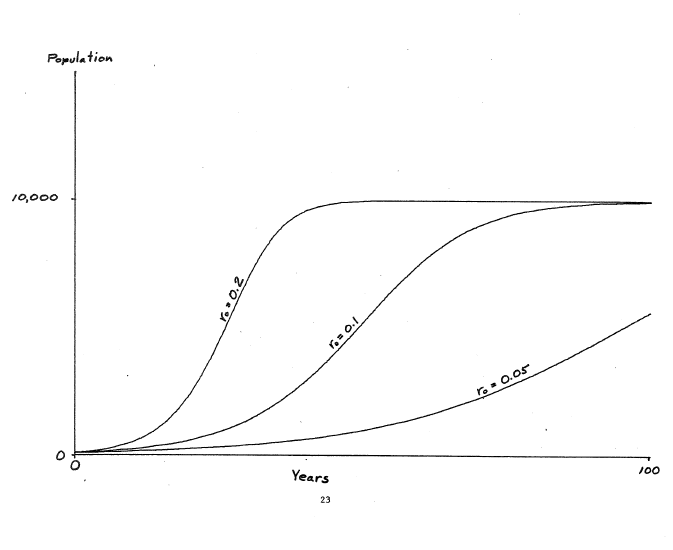 Population
10,000
r₀ = 0.2
r₀ = 0.1
r₀ = 0.05
0
0
100
Years
23